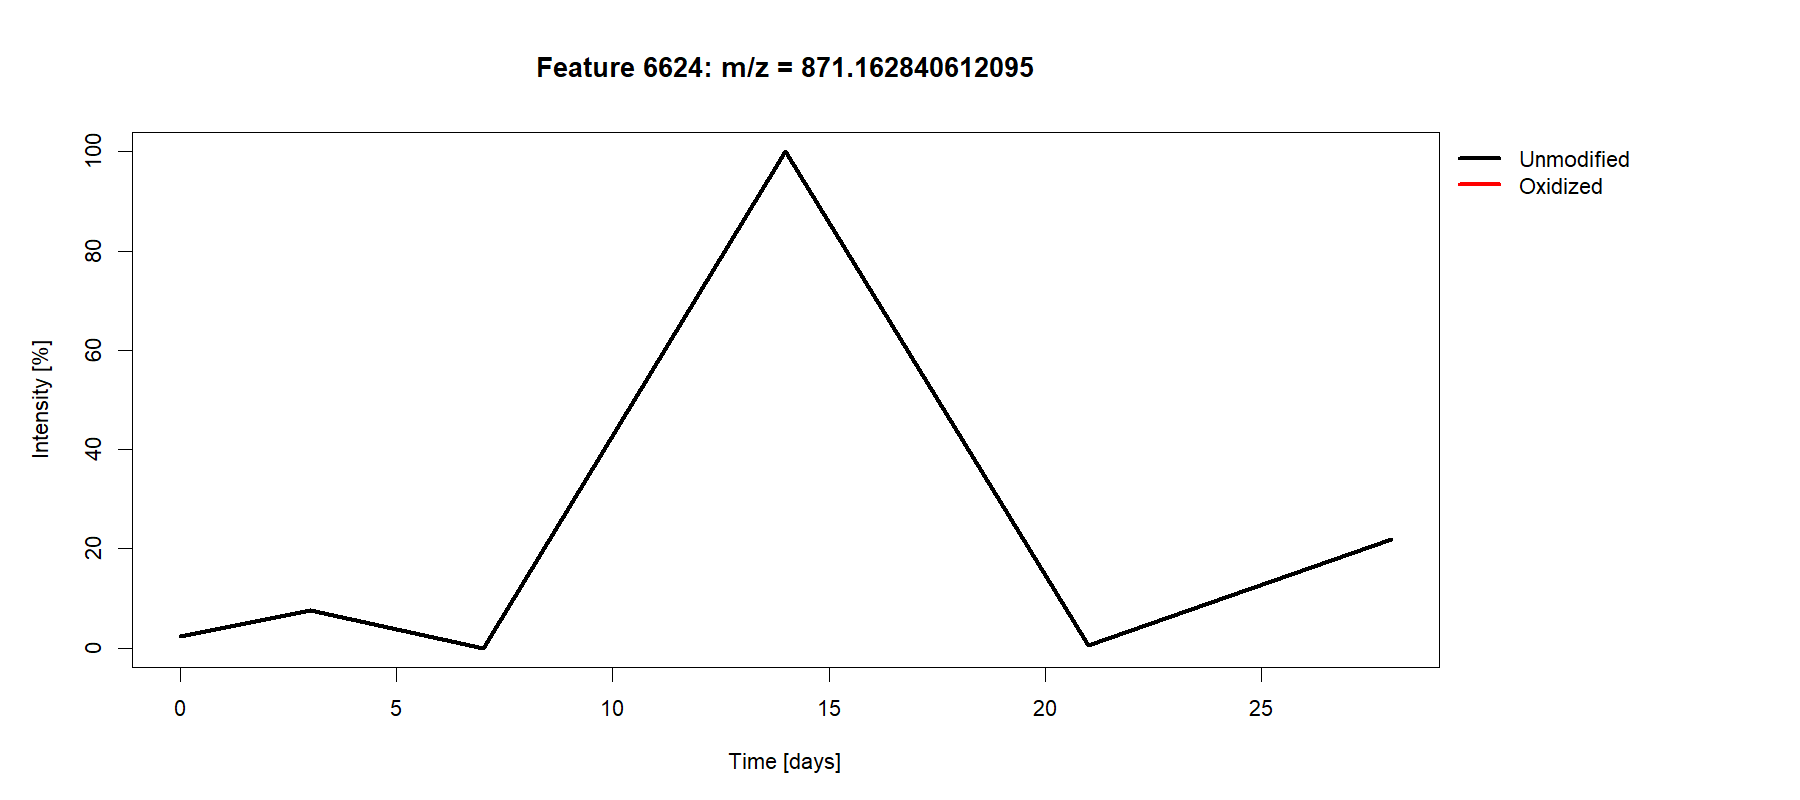 Feature 6624: m/z = 871.162840612095
Unmodified
Oxidized
Intensity [%]
100
80
60
40
20
0
0 5 10 15 20 25
Time [days]